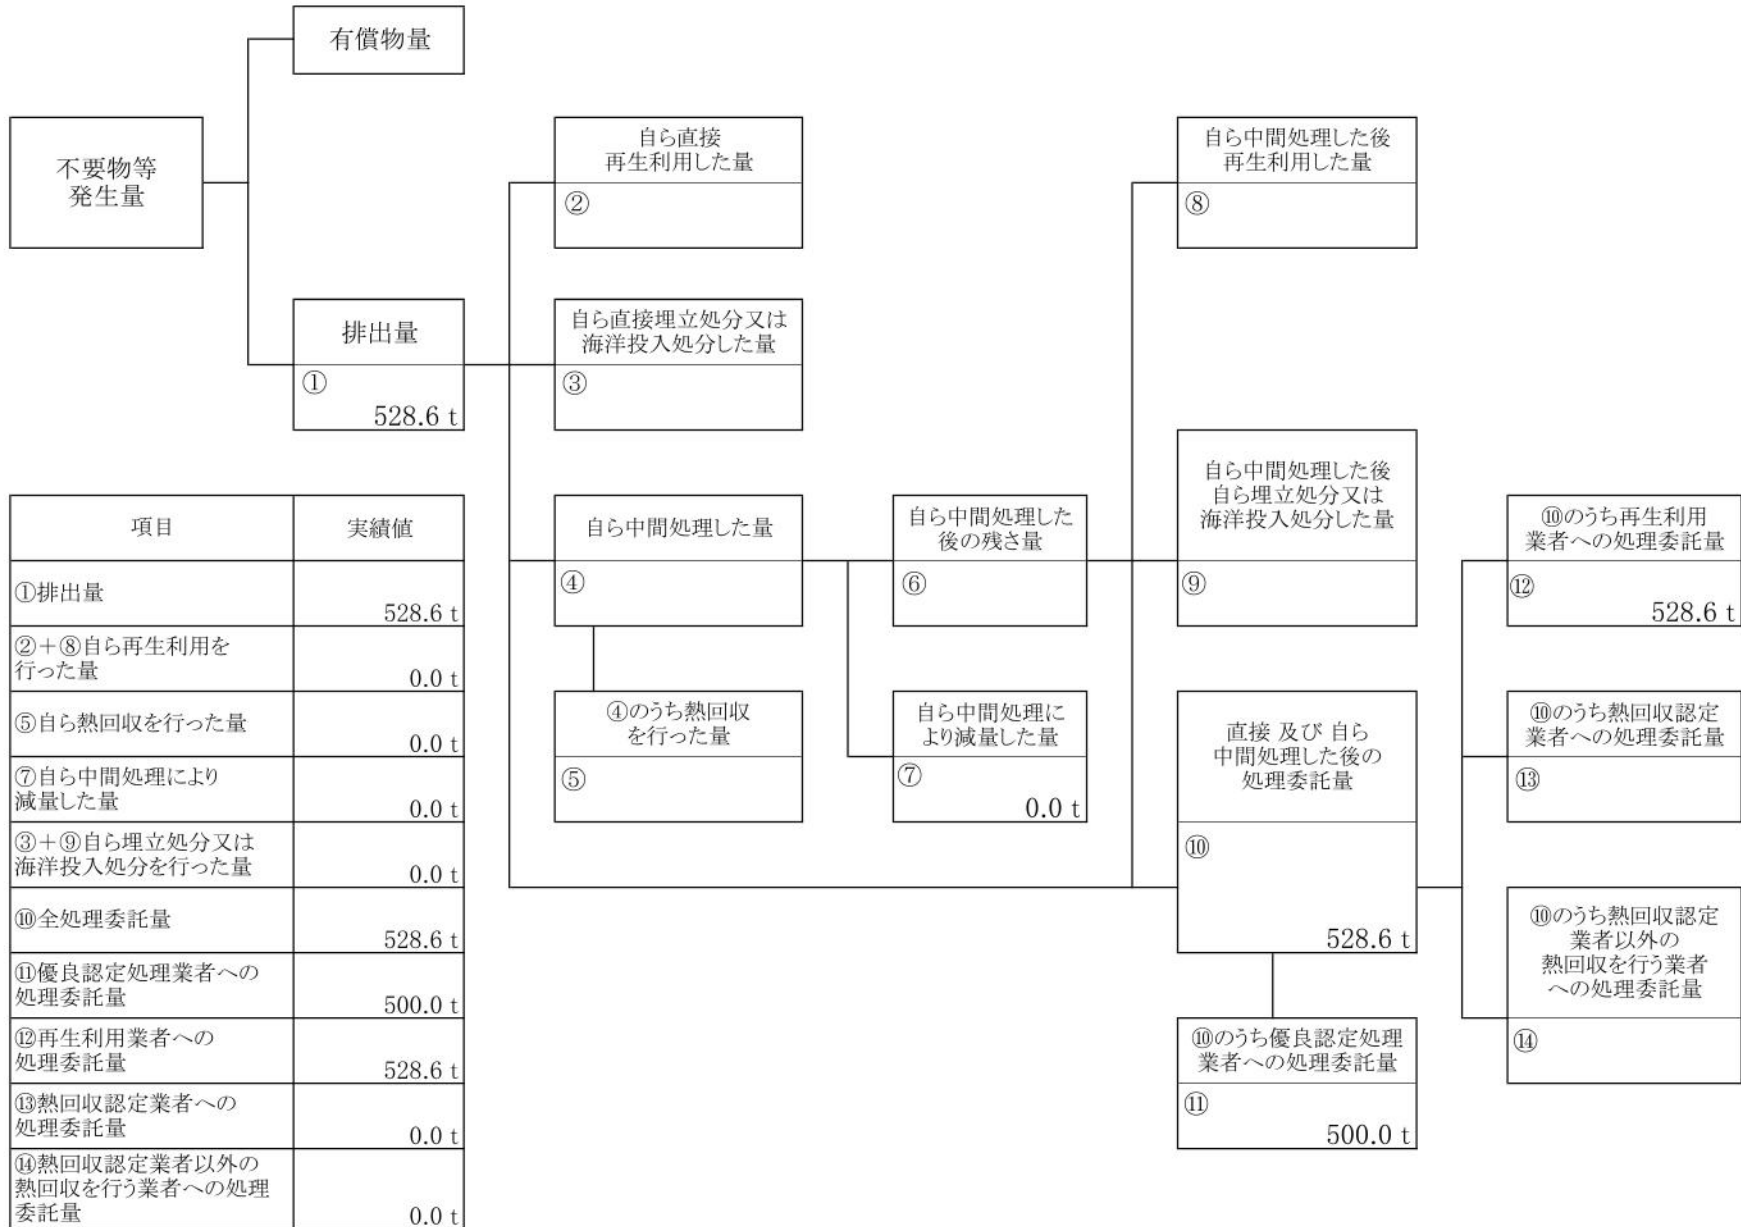 有償物量
不要物等
発生量
自ら直接
再生利用した量
②
自ら中間処理した後
再生利用した量
⑧
排出量
①
528.6 t
自ら直接埋立処分又は
海洋投入処分した量
③
自ら中間処理した量
④
自ら中間処理した
後の残さ量
⑥
自ら中間処理した後
自ら埋立処分又は
海洋投入処分した量
⑨
⑩のうち再生利用
業者への処理委託量
⑫
528.6 t
④のうち熱回収
を行った量
⑤
自ら中間処理に
より減量した量
⑦
0.0 t
直接 及び 自ら
中間処理した後の
処理委託量
⑩
528.6 t
⑩のうち熱回収認定
業者への処理委託量
⑬
⑩のうち熱回収認定
業者以外の
熱回収を行う業者
への処理委託量
⑭
⑩のうち優良認定処理
業者への処理委託量
⑪
500.0 t
項目 実績値
①排出量
528.6 t
②+⑧自ら再生利用を
行った量
0.0 t
⑤自ら熱回収を行った量
0.0 t
⑦自ら中間処理により
減量した量
0.0 t
③+⑨自ら埋立処分又は
海洋投入処分を行った量
0.0 t
⑩全処理委託量
528.6 t
⑪優良認定処理業者への
処理委託量
500.0 t
⑫再生利用業者への
処理委託量
528.6 t
⑬熱回収認定業者への
処理委託量
0.0 t
⑭熱回収認定業者以外の
熱回収を行う業者への処理
委託量
0.0 t